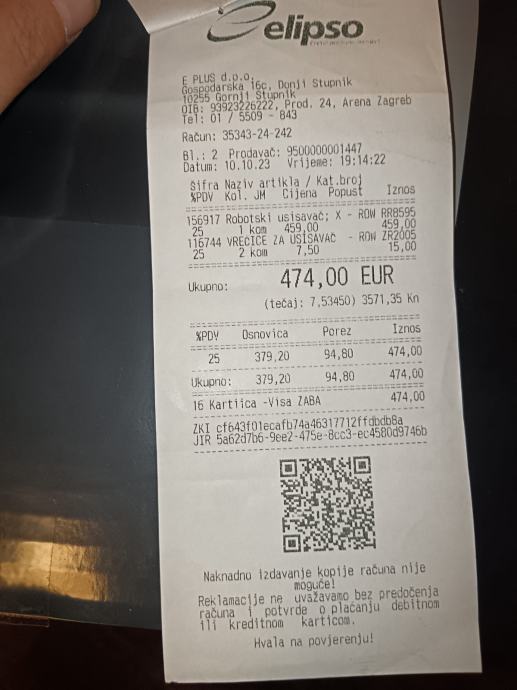 elipso
E PLUS d.o.o.
Gospodarska 16c, Donji Stupnik
10255 Gornji Stupnik
OIB: 93923226222, Prod. 24, Arena Zagreb
Tel: 01 / 5509 - 843
Račun: 35343-24-242
Bl.: 2 Prodavač: 9500000001447
Datum: 10.10.23 Vrijeme: 19:14:22
Šifra Naziv artikla / Kat.broj
%PDV Kol. JM Cijena Popust Iznos
156917 Robotski usisavač; X - ROW RR8595
25 1 kom 459,00 459,00
116744 VREĆICE ZA USISAVAČ - ROW ZR2005
25 2 kom 7,50 15,00
Ukupno: 474,00 EUR
(tečaj: 7,53450) 3571,35 Kn
%PDV Osnovica Porez Iznos
25 379,20 94,80 474,00
Ukupno: 379,20 94,80 474,00
16 Kartica -Visa ZABA 474,00
ZKI cf643f01ecafb74a46317712ffdbdb8a
JIR 5a62d7b6-9ee2-475e-8cc3-ec4580d9746b
Naknadno izdavanje kopije računa nije
moguće!
Reklamacije ne uvažavamo bez predočenja
računa i potvrde o plaćanju debitnom
ili kreditnom karticom.
Hvala na povjerenju!